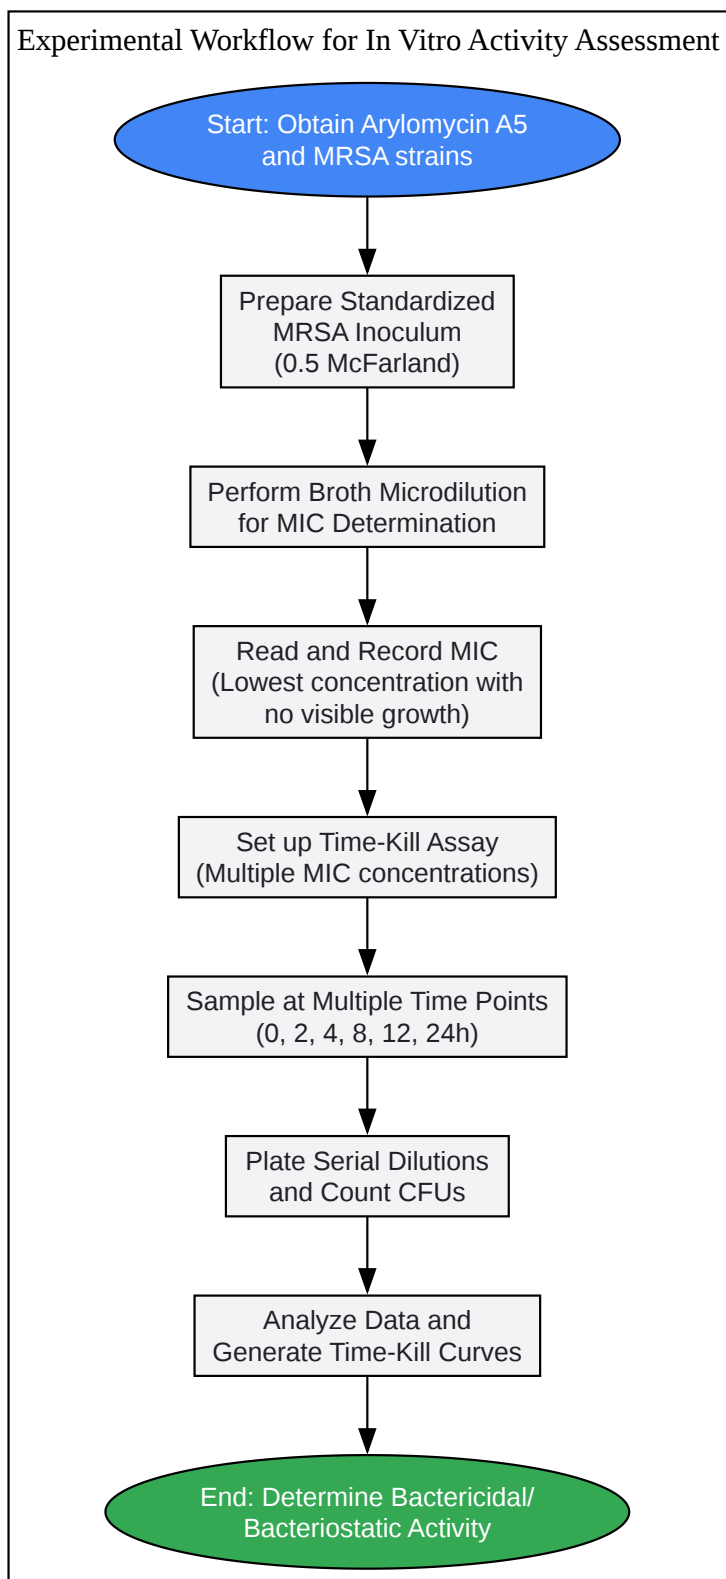 Experimental Workflow for In Vitro Activity Assessment
Start: Obtain Arylomycin A5
and MRSA strains
Prepare Standardized
MRSA Inoculum
(0.5 McFarland)
Perform Broth Microdilution
for MIC Determination
Read and Record MIC
(Lowest concentration with
no visible growth)
Set up Time-Kill Assay
(Multiple MIC concentrations)
Sample at Multiple Time Points
(0, 2, 4, 8, 12, 24h)
Plate Serial Dilutions
and Count CFUs
Analyze Data and
Generate Time-Kill Curves
End: Determine Bactericidal/
Bacteriostatic Activity